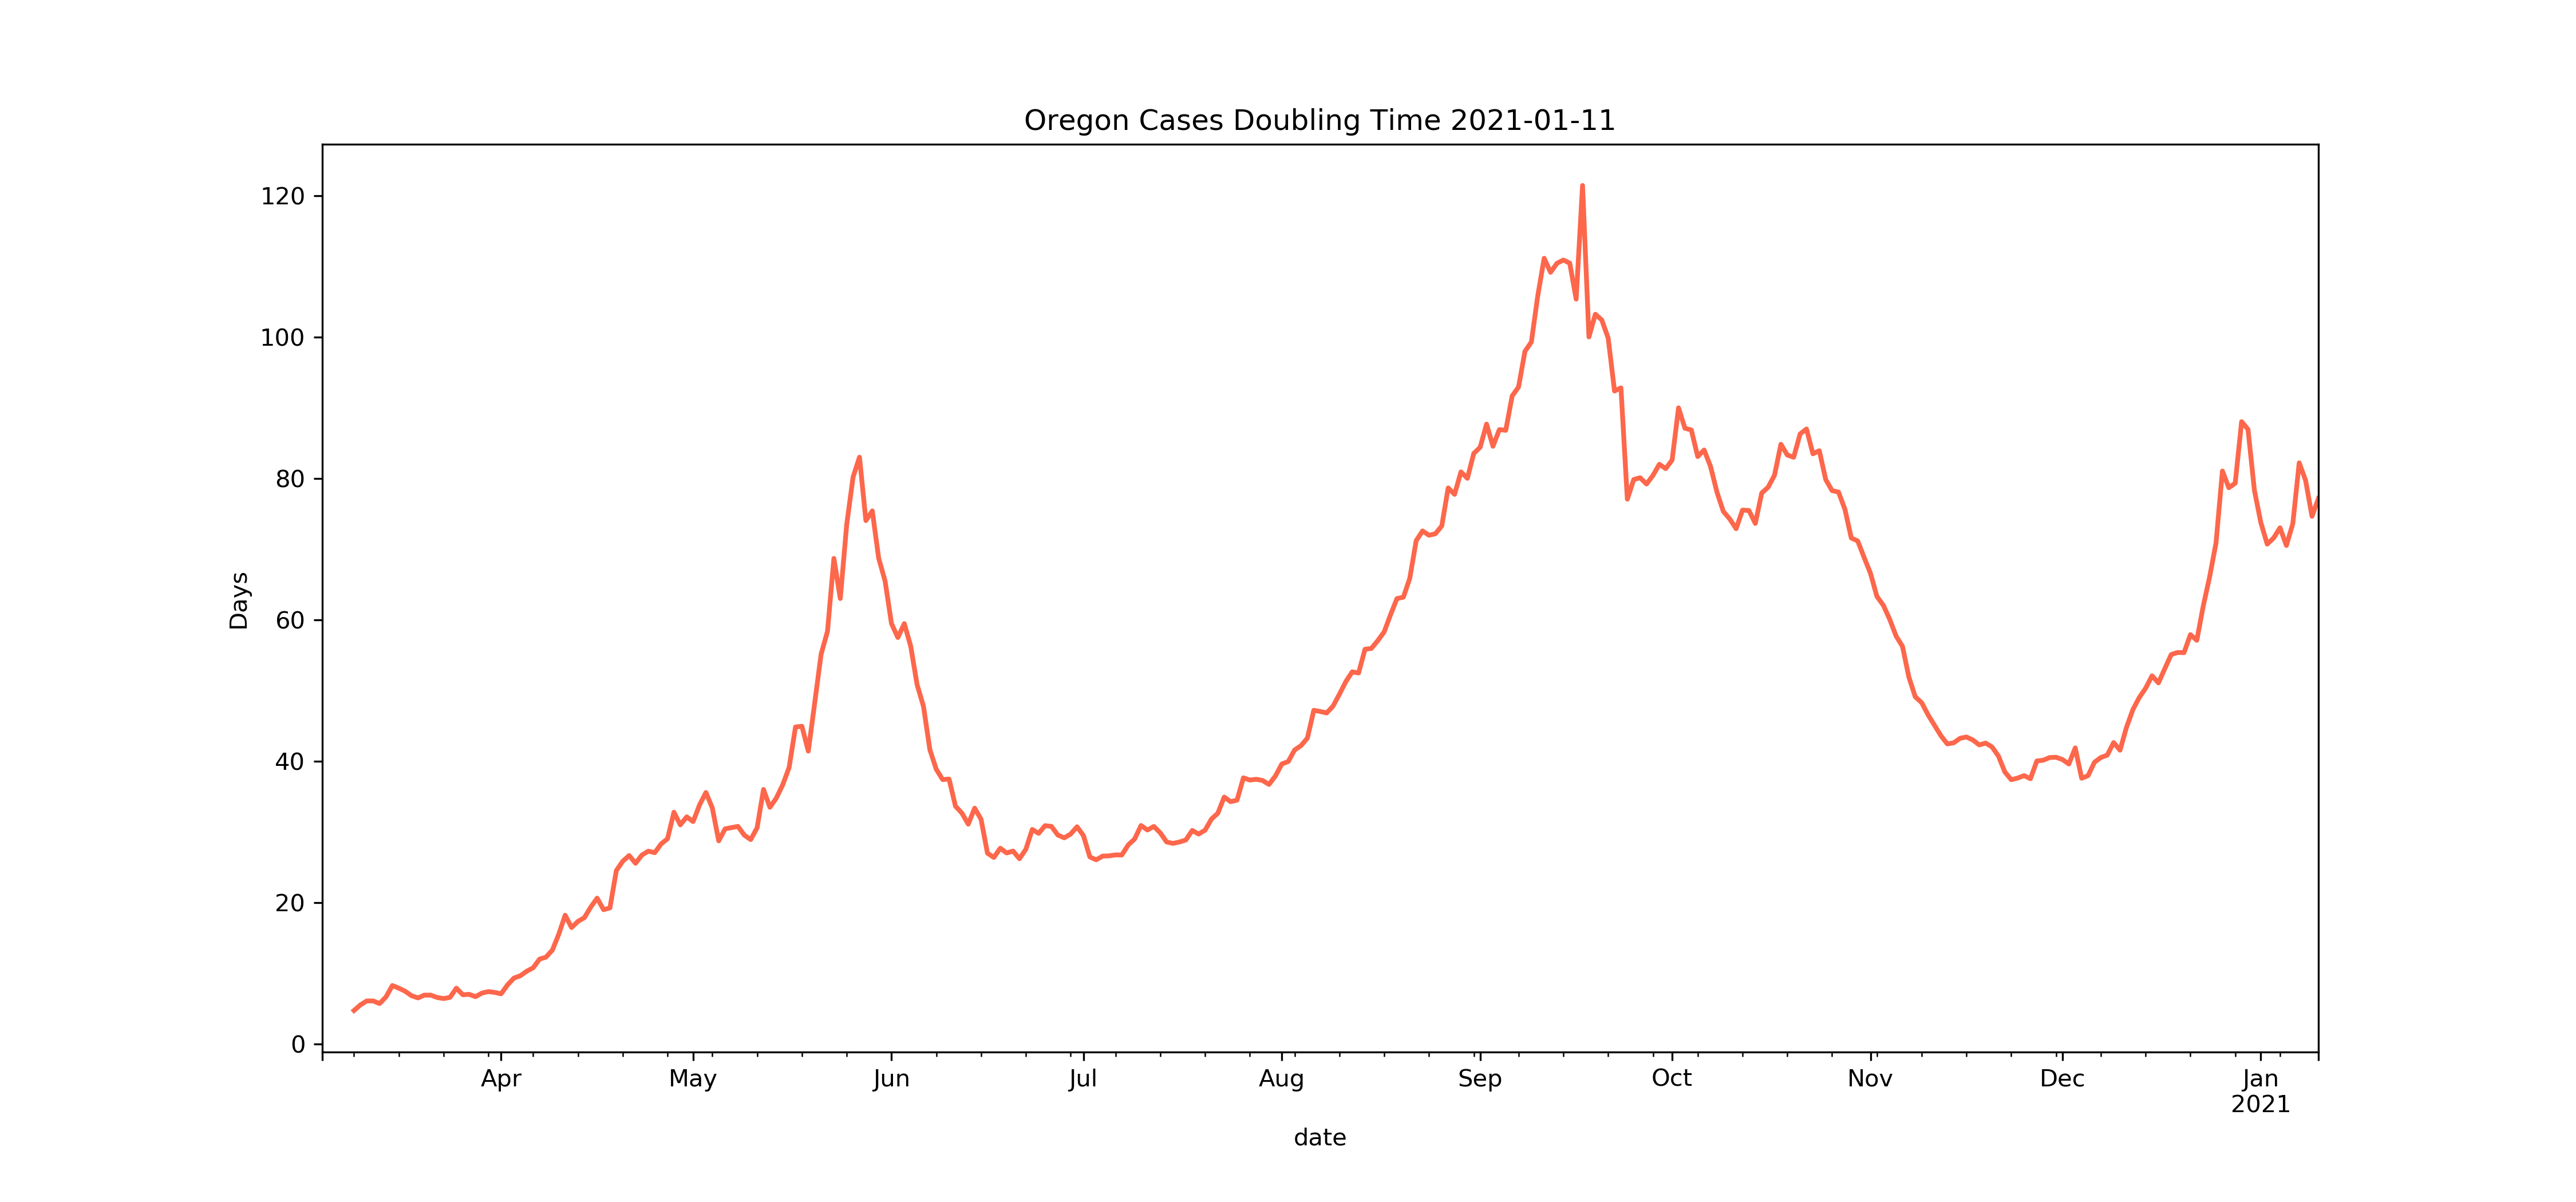 Oregon Cases Doubling Time 2021-01-11
120
100
80
60
40
20
0
Days
Apr May Jun Jul Aug Sep Oct Nov Dec Jan
2021
date